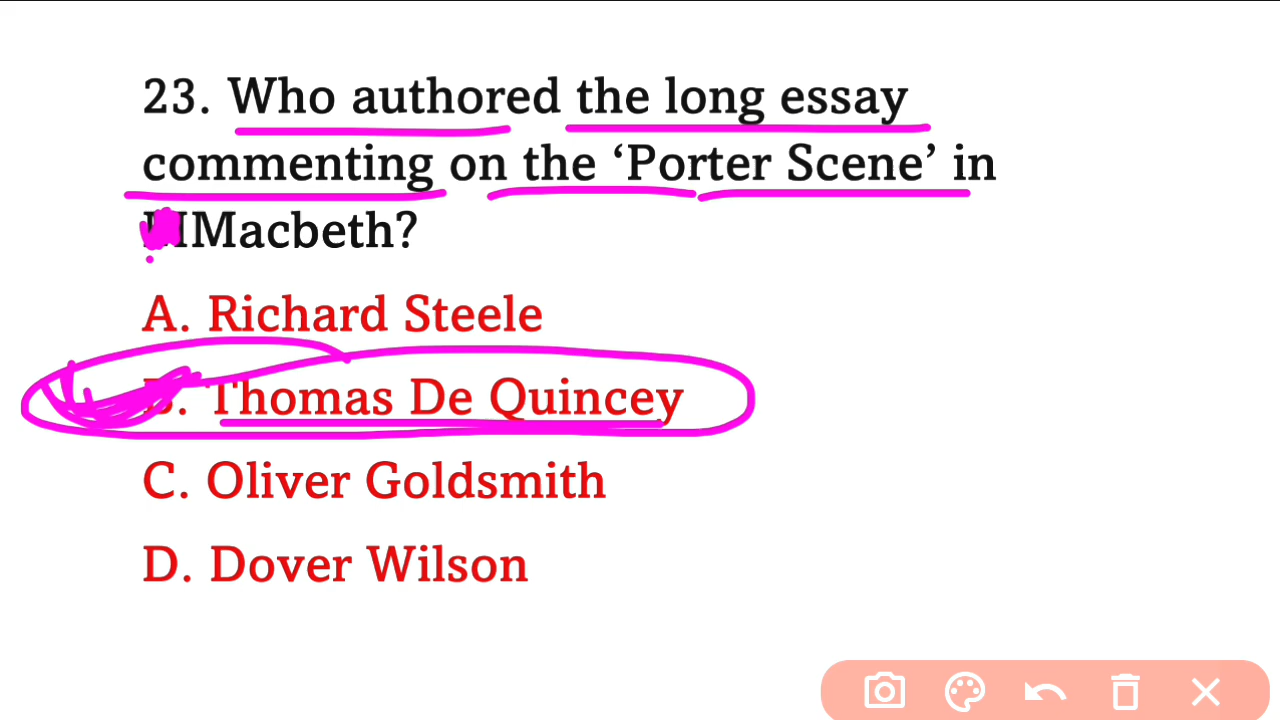 23. Who authored the long essay
commenting on the ‘Porter Scene’ in
Macbeth?
A. Richard Steele
B. Thomas De Quincey
C. Oliver Goldsmith
D. Dover Wilson